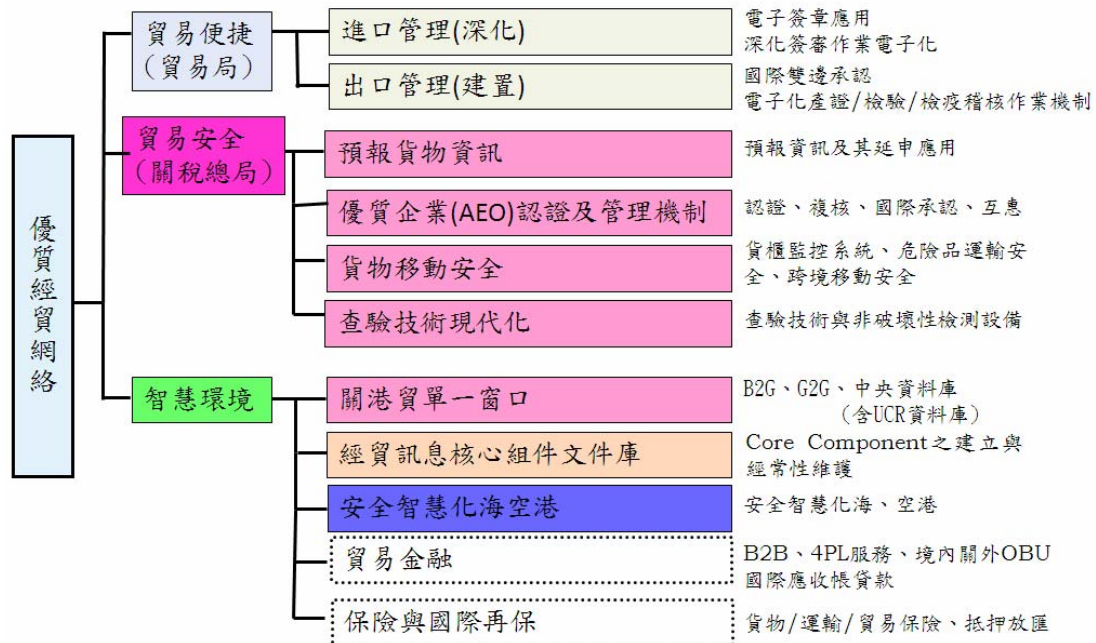 優質經貿網絡
貿易便捷
(貿易局)
進口管理(深化)
電子簽章應用
深化簽審作業電子化
出口管理(建置)
國際雙邊承認
電子化產證/檢驗/檢疫稽核作業機制
貿易安全
(關稅總局)
預報貨物資訊
預報資訊及其延申應用
優質企業(AEO)認證及管理機制
認證、複核、國際承認、互惠
貨物移動安全
貨櫃監控系統、危險品運輸安
全、跨境移動安全
查驗技術現代化
查驗技術與非破壞性檢測設備
智慧環境
關港貿單一窗口
B2G、G2G、中央資料庫
(含UCR資料庫)
經貿訊息核心組件文件庫
Core Component之建立與
經常性維護
安全智慧化海空港
安全智慧化海、空港
貿易金融
B2B、4PL服務、境內關外OBU
國際應收帳貸款
保險與國際再保
貨物/運輸/貿易保險、抵押放匯